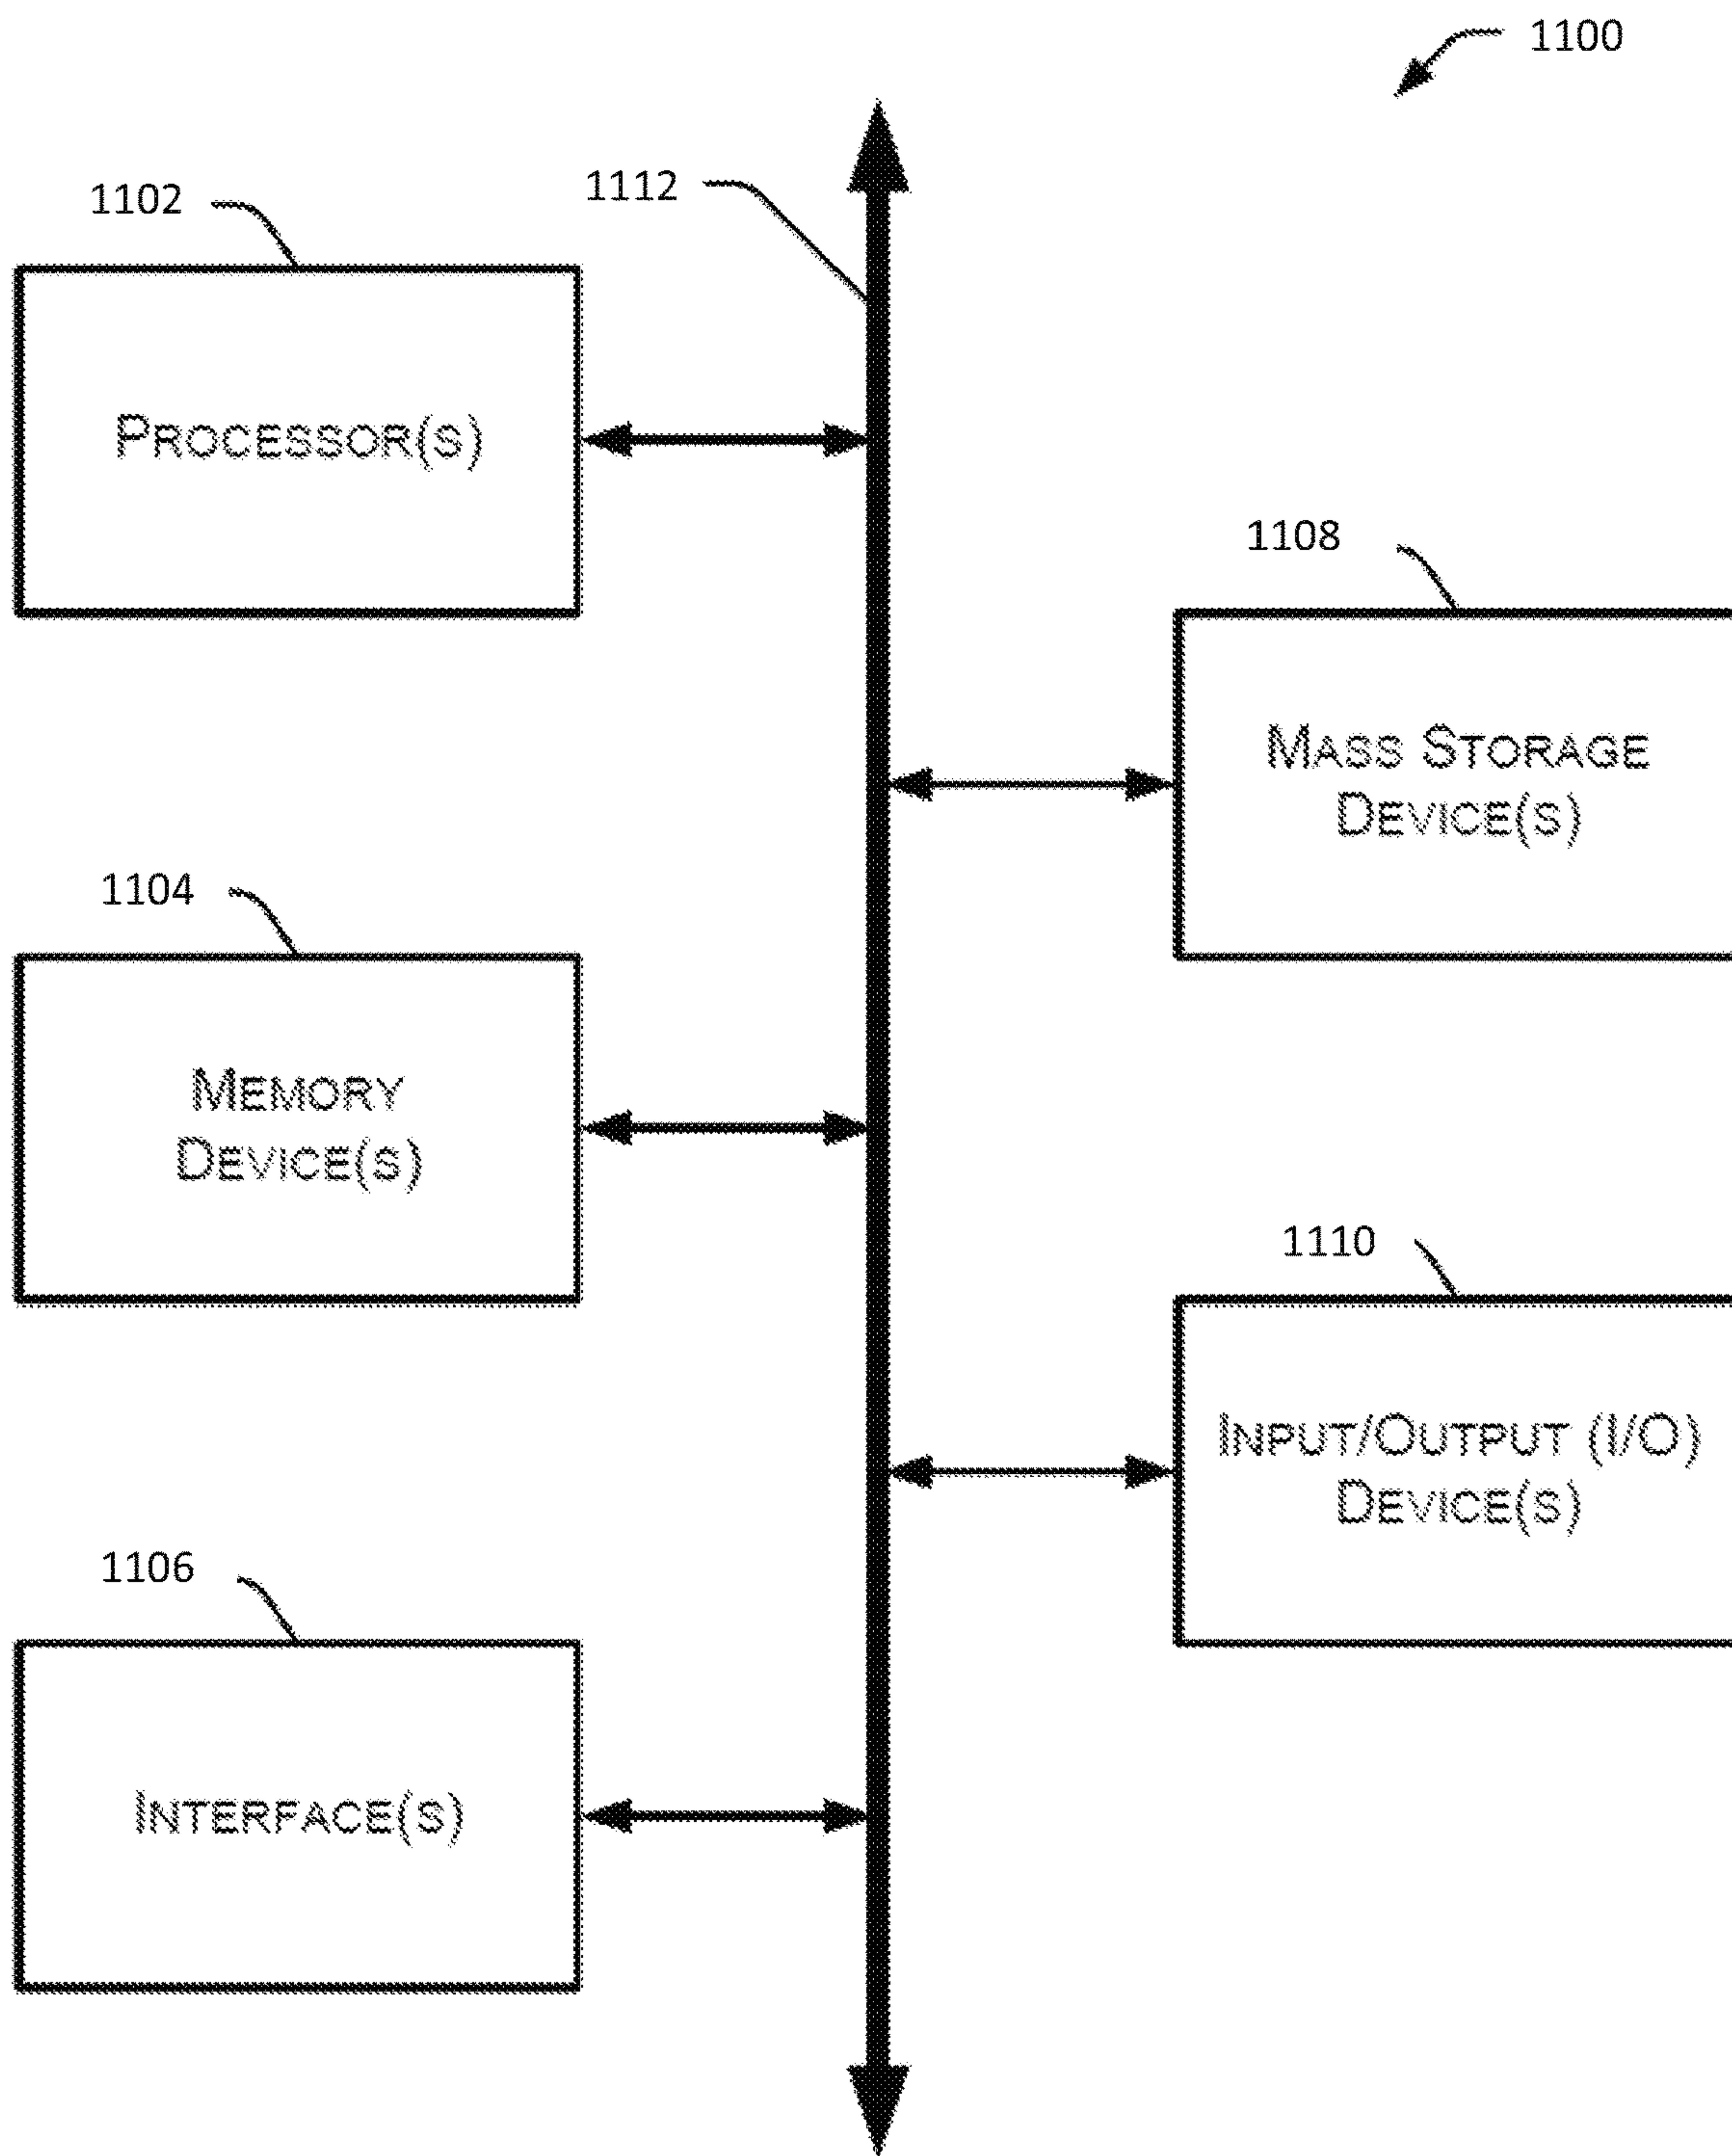 1100
1102
1112
PROCESSOR(S)
1108
MASS STORAGE
DEVICE(S)
1104
MEMORY
DEVICE(S)
1110
INPUT/OUTPUT (I/O)
DEVICE(S)
1106
INTERFACE(S)